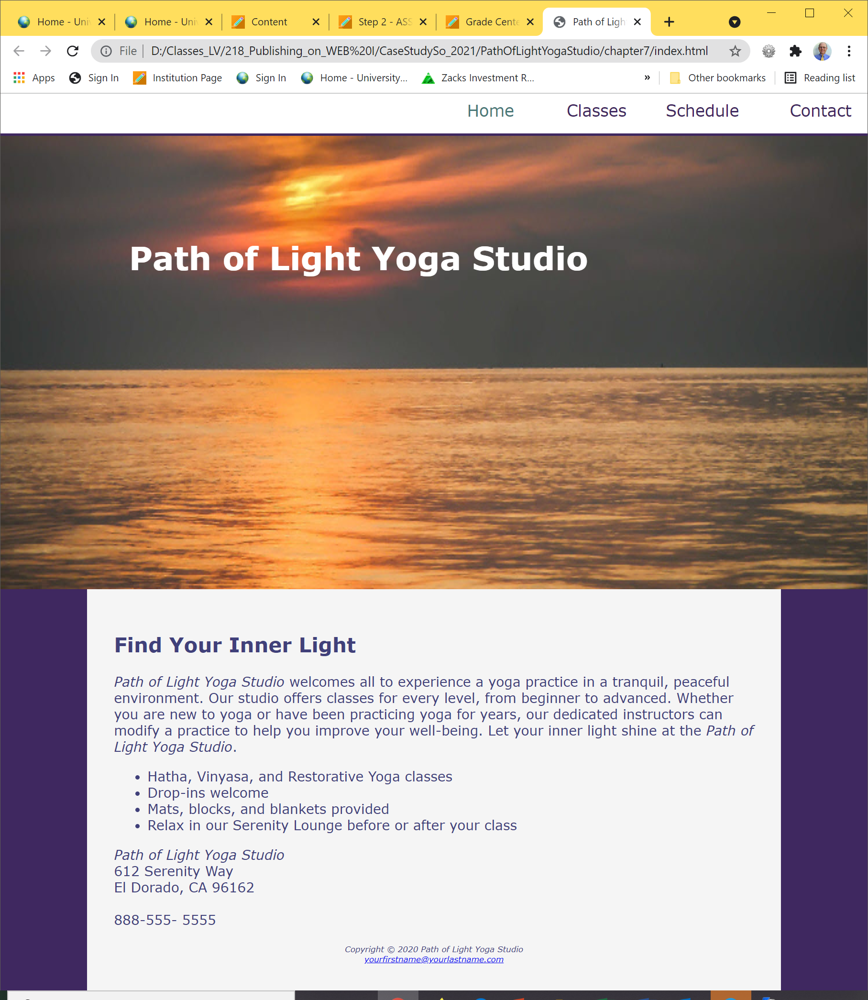 Home - Uni
Home - Uni
Content
Step 2 - ASS
Grade Cente
Path of Ligh
File
D:/Classes_LV/218_Publishing_on_WEB%20I/CaseStudySo_2021/PathOfLightYogaStudio/chapter7/index.html
Apps
Sign In
Institution Page
Sign In
Home - University...
Zacks Investment R...
»
Other bookmarks
Reading list
Home
Classes
Schedule
Contact
Path of Light Yoga Studio
Find Your Inner Light
Path of Light Yoga Studio welcomes all to experience a yoga practice in a tranquil, peaceful
environment. Our studio offers classes for every level, from beginner to advanced. Whether
you are new to yoga or have been practicing yoga for years, our dedicated instructors can
modify a practice to help you improve your well-being. Let your inner light shine at the Path of
Light Yoga Studio.
• Hatha, Vinyasa, and Restorative Yoga classes
• Drop-ins welcome
• Mats, blocks, and blankets provided
• Relax in our Serenity Lounge before or after your class
Path of Light Yoga Studio
612 Serenity Way
El Dorado, CA 96162
888-555- 5555
Copyright © 2020 Path of Light Yoga Studio
yourfirstname@yourlastname.com